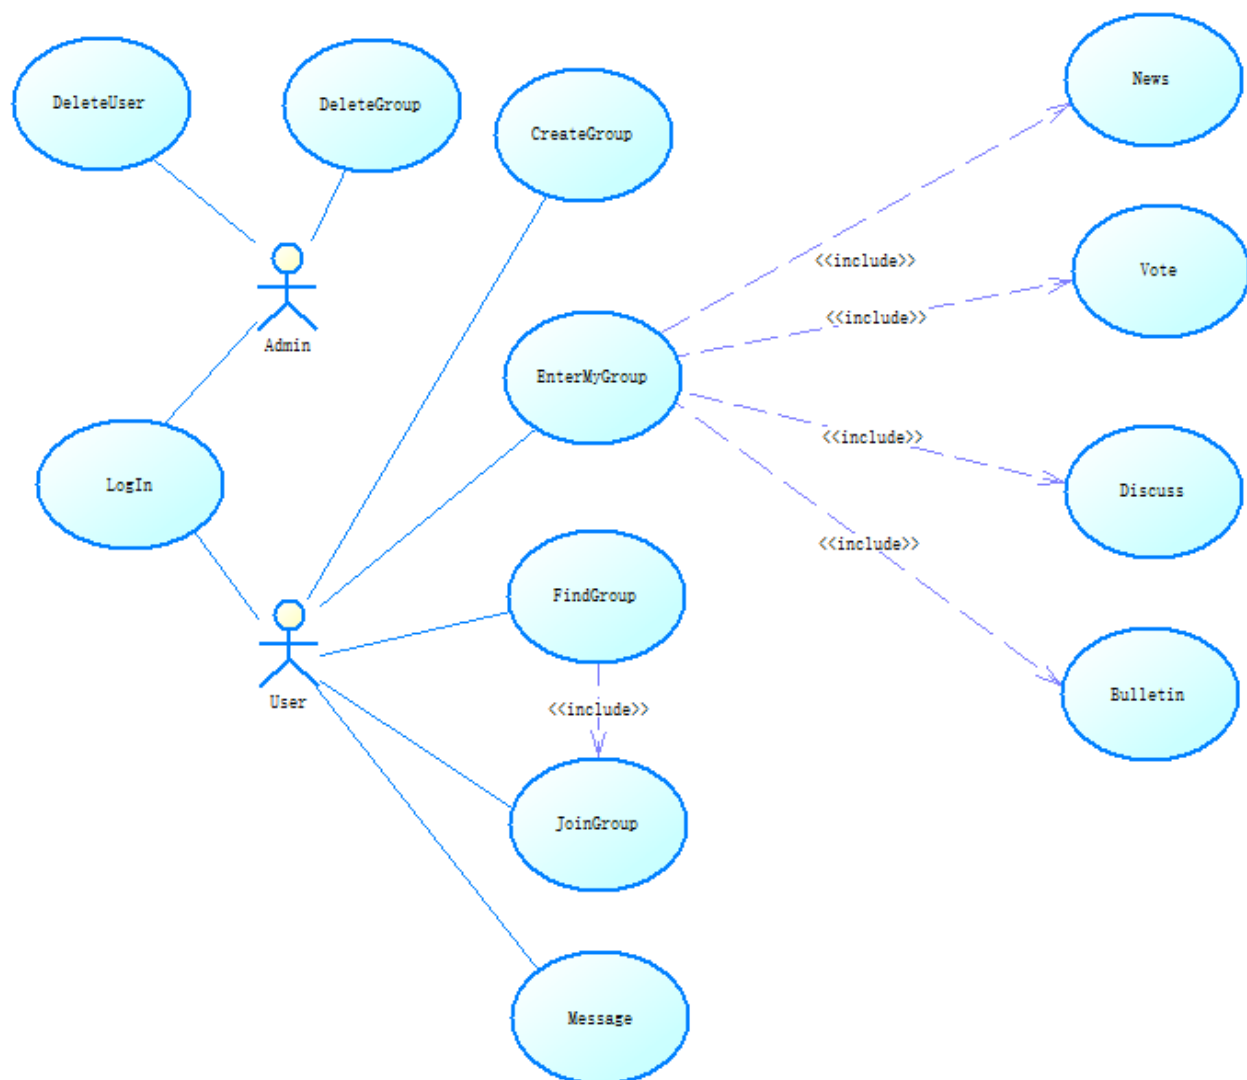 News
DeleteUser
DeleteGroup
CreateGroup
<<include>>
Vote
<<include>>
Admin
EnterMyGroup
<<include>>
LogIn
Discuss
<<include>>
FindGroup
User
<<include>>
Bulletin
JoinGroup
Message